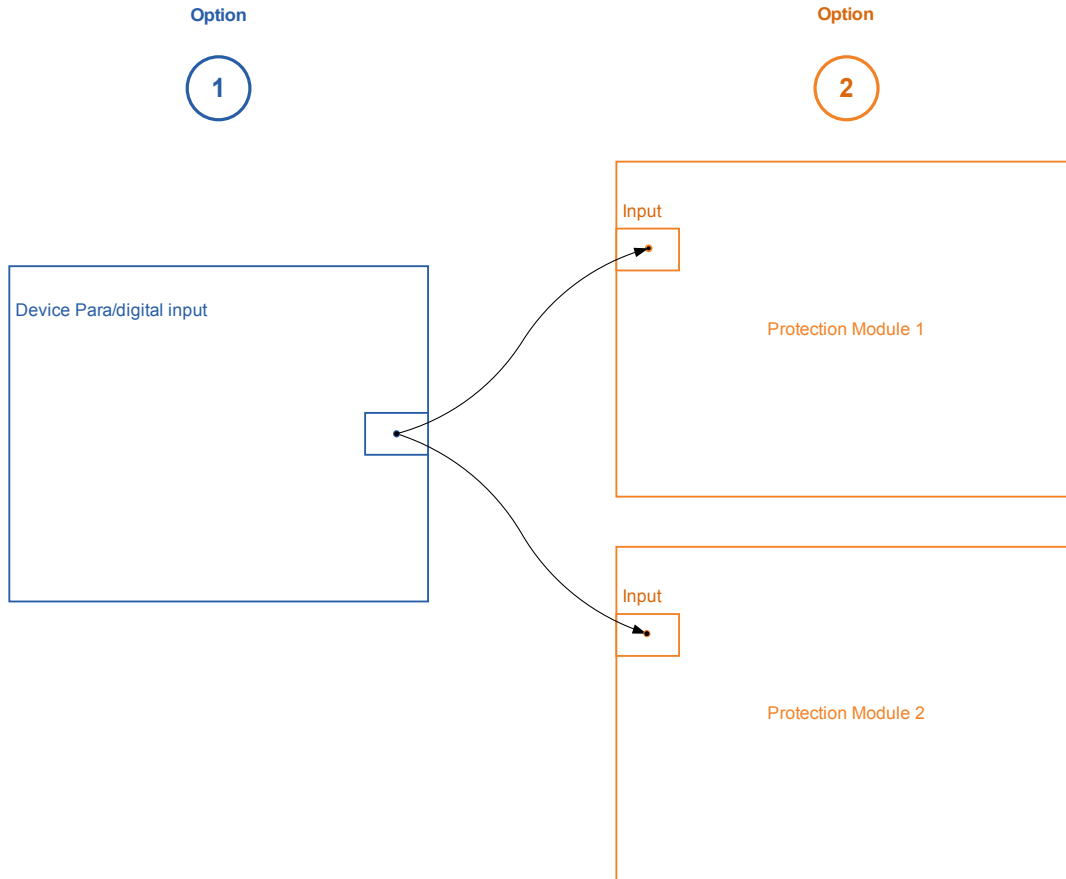 Option
Option
1
2
Input
Device Para/digital input
Protection Module 1
Input
Protection Module 2